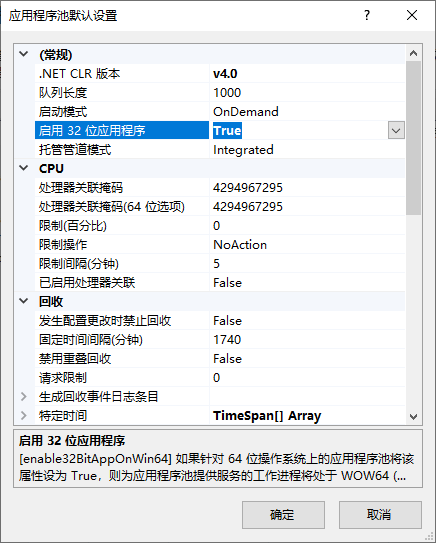 应用程序池默认设置
(常规)
.NET CLR 版本 v4.0
队列长度 1000
启动模式 OnDemand
启用 32 位应用程序 True
托管管道模式 Integrated
CPU
处理器关联掩码 4294967295
处理器关联掩码(64 位选项) 4294967295
限制(百分比) 0
限制操作 NoAction
限制间隔(分钟) 5
已启用处理器关联 False
回收
发生配置更改时禁止回收 False
固定时间间隔(分钟) 1740
禁用重叠回收 False
请求限制 0
生成回收事件日志条目
特定时间 TimeSpan[] Array
启用 32 位应用程序
[enable32BitAppOnWin64] 如果针对 64 位操作系统上的应用程序池将该
属性设为 True，则为应用程序池提供服务的工作进程将处于 WOW64 (...
确定 取消